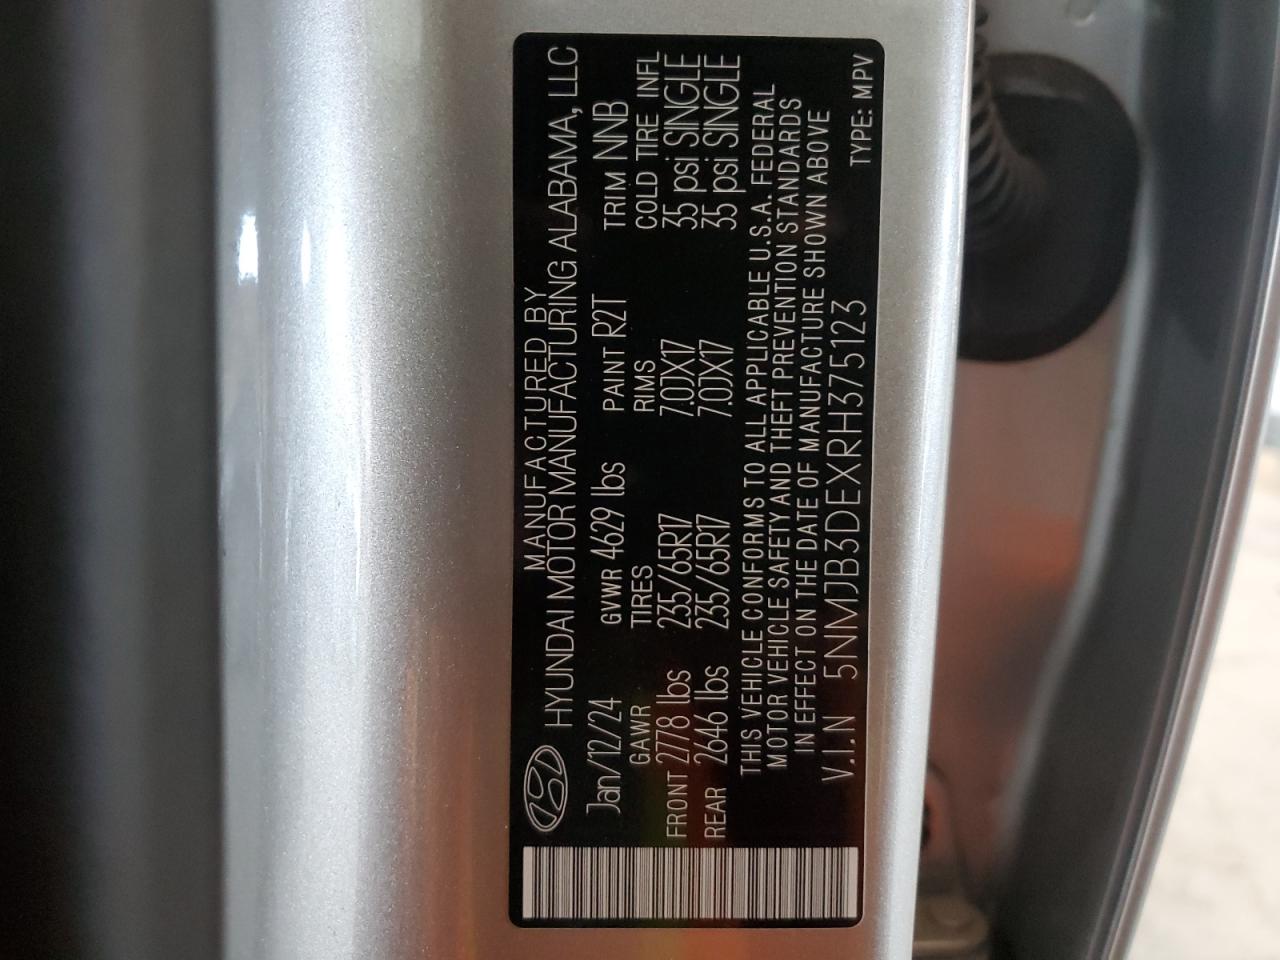 MANUFACTURED BY
HYUNDAI MOTOR MANUFACTURING ALABAMA, LLC
Jan/12/24 GVWR 4629 lbs PAINT R2T TRIM NNB
GAWR TIRES RIMS COLD TIRE INFL
FRONT 2778 lbs 235/65R17 7.0JX17 35 psi SINGLE
REAR 2646 lbs 235/65R17 7.0JX17 35 psi SINGLE
THIS VEHICLE CONFORMS TO ALL APPLICABLE U.S.A. FEDERAL
MOTOR VEHICLE SAFETY AND THEFT PREVENTION STANDARDS
IN EFFECT ON THE DATE OF MANUFACTURE SHOWN ABOVE
V.I.N 5NMJB3DEXRH375123 TYPE: MPV